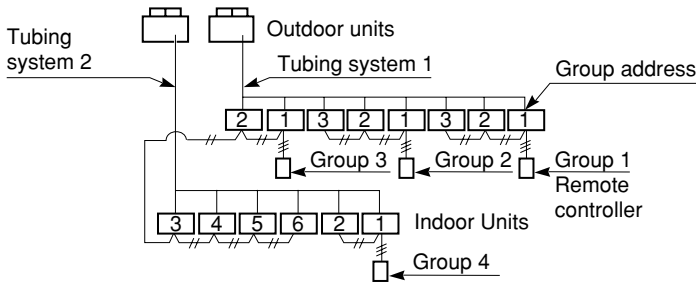 Tubing
system 2
Outdoor units
Tubing system 1
Group address
2 1 3 2 1 3 2 1
Group 3
Group 2
Group 1
Remote
controller
3 4 5 6 2 1
Indoor Units
Group 4